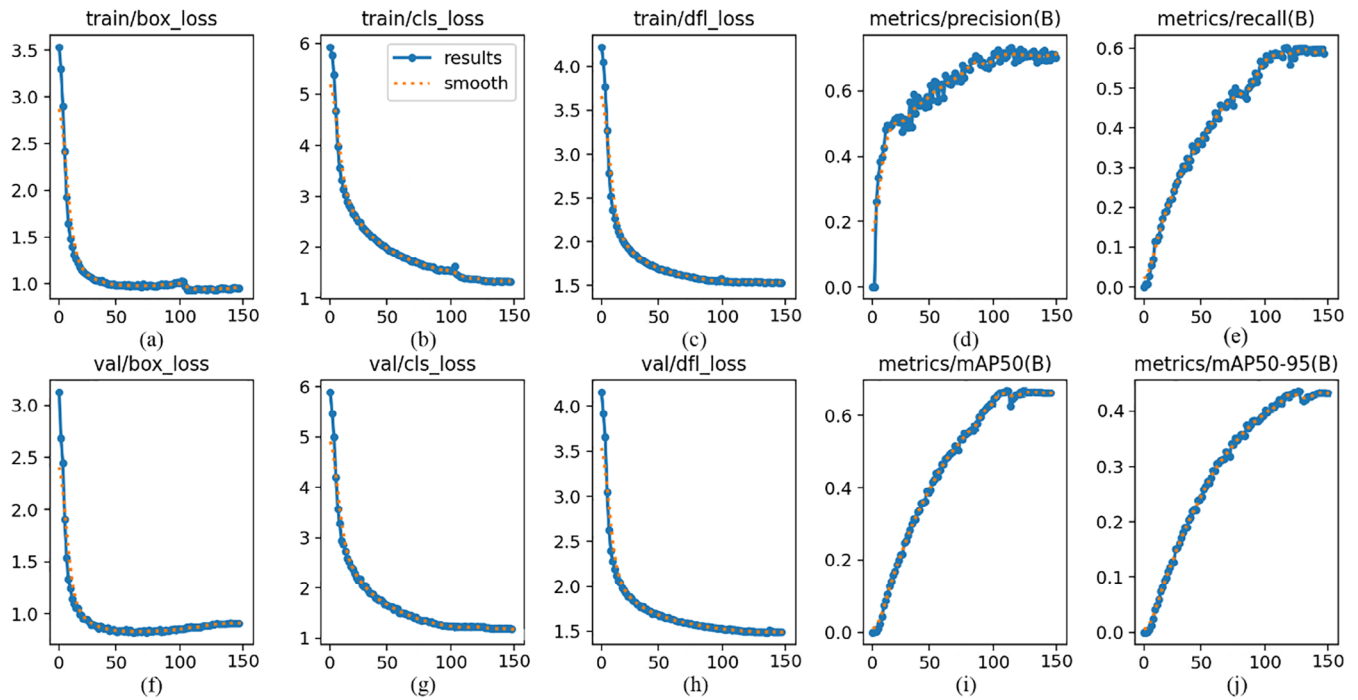 train/box_loss
3.5
3.0
2.5
2.0
1.5
1.0
0 50 100 150
(a)
train/cls_loss
results
smooth
6
5
4
3
2
1
0 50 100 150
(b)
train/dfl_loss
4.0
3.5
3.0
2.5
2.0
1.5
0 50 100 150
(c)
metrics/precision(B)
0.6
0.4
0.2
0.0
0 50 100 150
(d)
metrics/recall(B)
0.6
0.5
0.4
0.3
0.2
0.1
0.0
0 50 100 150
(e)
val/box_loss
3.0
2.5
2.0
1.5
1.0
0 50 100 150
(f)
val/cls_loss
6
5
4
3
2
1
0 50 100 150
(g)
val/dfl_loss
4.0
3.5
3.0
2.5
2.0
1.5
0 50 100 150
(h)
metrics/mAP50(B)
0.6
0.4
0.2
0.0
0 50 100 150
(i)
metrics/mAP50-95(B)
0.4
0.3
0.2
0.1
0.0
0 50 100 150
(j)